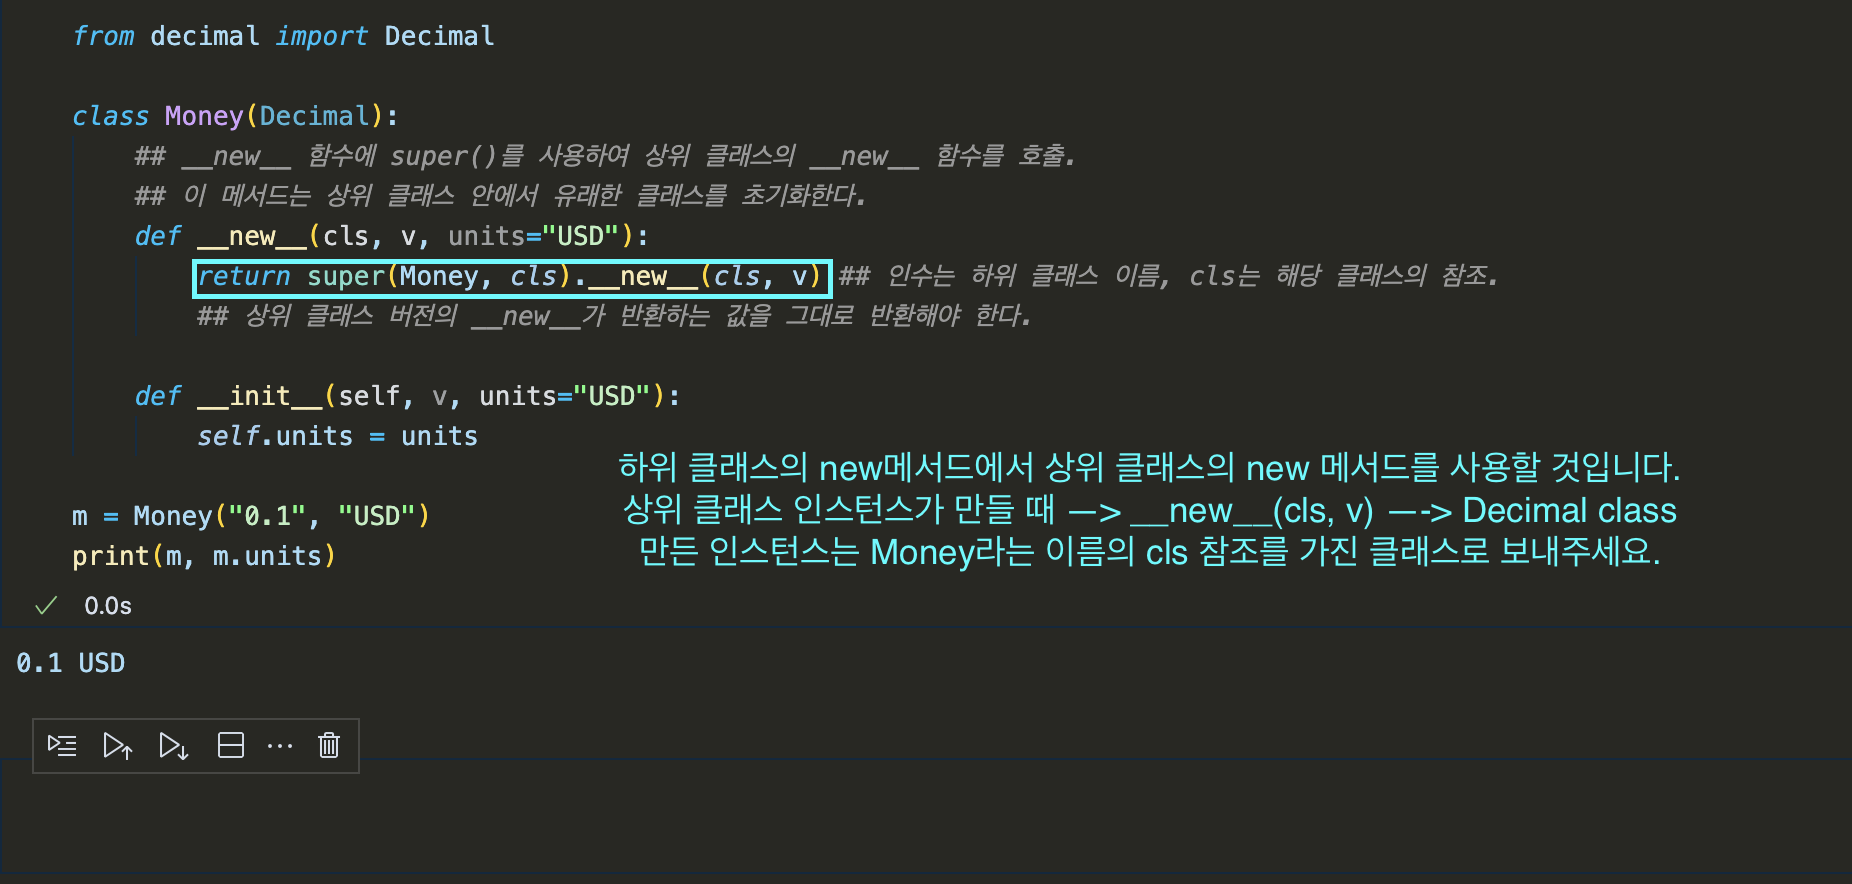 from decimal import Decimal
class Money(Decimal):
## __new__ 함수에 super()를 사용하여 상위 클래스의 __new__ 함수를 호출.
## 이 메서드는 상위 클래스 안에서 유래한 클래스를 초기화한다.
def __new__(cls, v, units="USD"):
return super(Money, cls).__new__(cls, v) ## 인수는 하위 클래스 이름, cls는 해당 클래스의 참조.
## 상위 클래스 버전의 __new__가 반환하는 값을 그대로 반환해야 한다.
def __init__(self, v, units="USD"):
self.units = units
하위 클래스의 new메서드에서 상위 클래스의 new 메서드를 사용할 것입니다.
상위 클래스 인스턴스가 만들 때 —> __new__(cls, v) —-> Decimal class
만든 인스턴스는 Money라는 이름의 cls 참조를 가진 클래스로 보내주세요.
m = Money("0.1", "USD")
print(m, m.units)
0.0s
0.1 USD